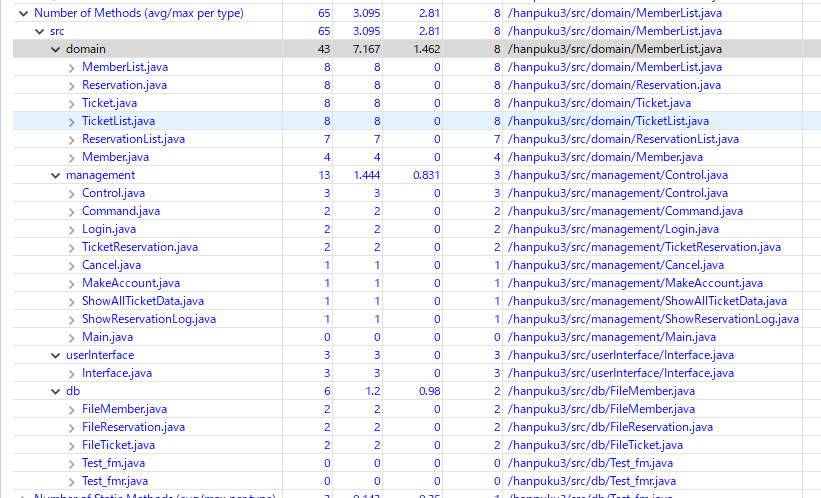 Number of Methods (avg/max per type) 65 3.095 2.81 8 /hanpuku3/src/domain/MemberList.java
src 65 3.095 2.81 8 /hanpuku3/src/domain/MemberList.java
domain 43 7.167 1.462 8 /hanpuku3/src/domain/MemberList.java
MemberList.java 8 8 0 8 /hanpuku3/src/domain/MemberList.java
Reservation.java 8 8 0 8 /hanpuku3/src/domain/Reservation.java
Ticket.java 8 8 0 8 /hanpuku3/src/domain/Ticket.java
TicketList.java 8 8 0 8 /hanpuku3/src/domain/TicketList.java
ReservationList.java 7 7 0 7 /hanpuku3/src/domain/ReservationList.java
Member.java 4 4 0 4 /hanpuku3/src/domain/Member.java
management 13 1.444 0.831 3 /hanpuku3/src/management/Control.java
Control.java 3 3 0 3 /hanpuku3/src/management/Control.java
Command.java 2 2 0 2 /hanpuku3/src/management/Command.java
Login.java 2 2 0 2 /hanpuku3/src/management/Login.java
TicketReservation.java 2 2 0 2 /hanpuku3/src/management/TicketReservation.java
Cancel.java 1 1 0 1 /hanpuku3/src/management/Cancel.java
MakeAccount.java 1 1 0 1 /hanpuku3/src/management/MakeAccount.java
ShowAllTicketData.java 1 1 0 1 /hanpuku3/src/management/ShowAllTicketData.java
ShowReservationLog.java 1 1 0 1 /hanpuku3/src/management/ShowReservationLog.java
Main.java 0 0 0 0 /hanpuku3/src/management/Main.java
userInterface 3 3 0 3 /hanpuku3/src/userInterface/Interface.java
Interface.java 3 3 0 3 /hanpuku3/src/userInterface/Interface.java
db 6 1.2 0.98 2 /hanpuku3/src/db/FileMember.java
FileMember.java 2 2 0 2 /hanpuku3/src/db/FileMember.java
FileReservation.java 2 2 0 2 /hanpuku3/src/db/FileReservation.java
FileTicket.java 2 2 0 2 /hanpuku3/src/db/FileTicket.java
Test_fm.java 0 0 0 0 /hanpuku3/src/db/Test_fm.java
Test_fmr.java 0 0 0 0 /hanpuku3/src/db/Test_fmr.java
Number of Static Methods (avg/max per type) 3 0.143 0.35 1 /hanpuku3/src/db/Test_fm.java